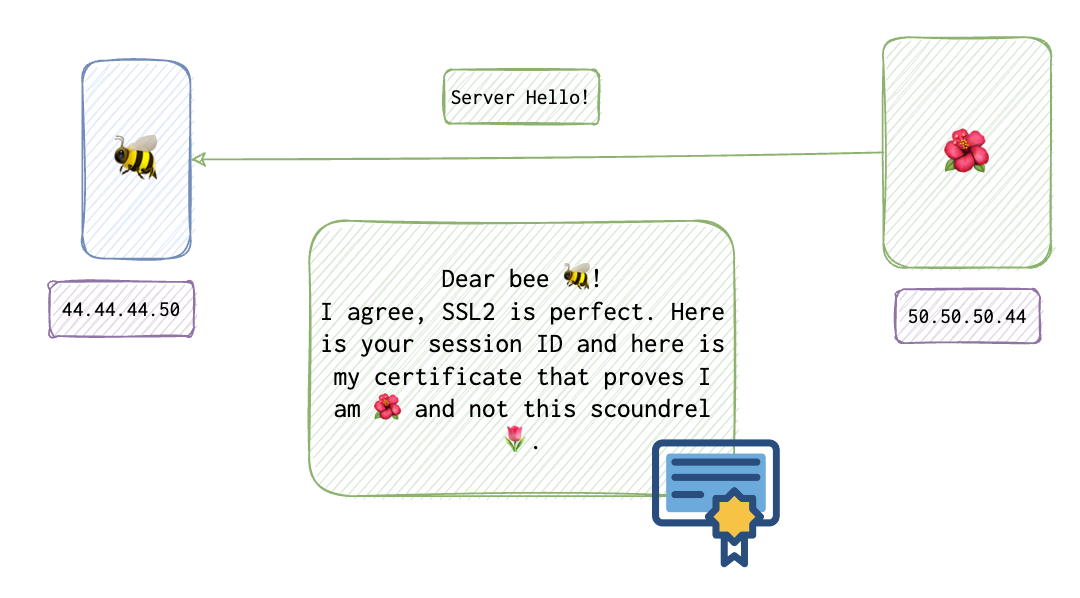 Server Hello!
Dear bee 🐝!
I agree, SSL2 is perfect. Here
is your session ID and here is
my certificate that proves I
am 🌺 and not this scoundrel
🌷.
44.44.44.50
50.50.50.44